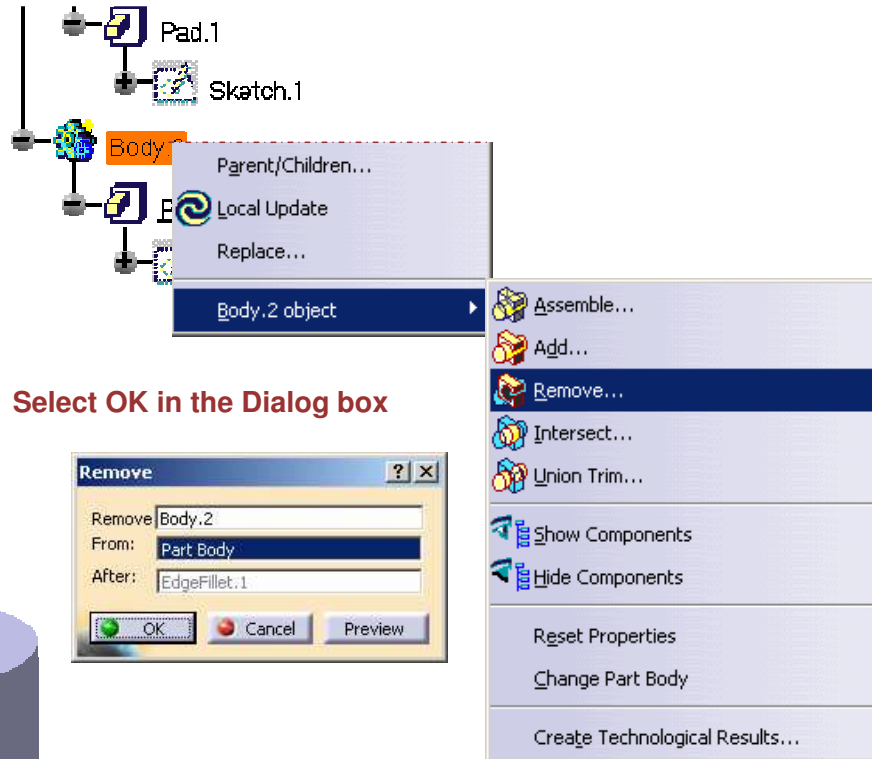 Pad.1
Sketch.1
Body.
Parent/Children...
Local Update
Replace...
Body.2 object
Assemble...
Add...
Remove...
Intersect...
Union Trim...
Show Components
Hide Components
Reset Properties
Change Part Body
Create Technological Results...
Select OK in the Dialog box
Remove
Remove Body.2
From: Part Body
After: EdgeFillet.1
OK Cancel Preview